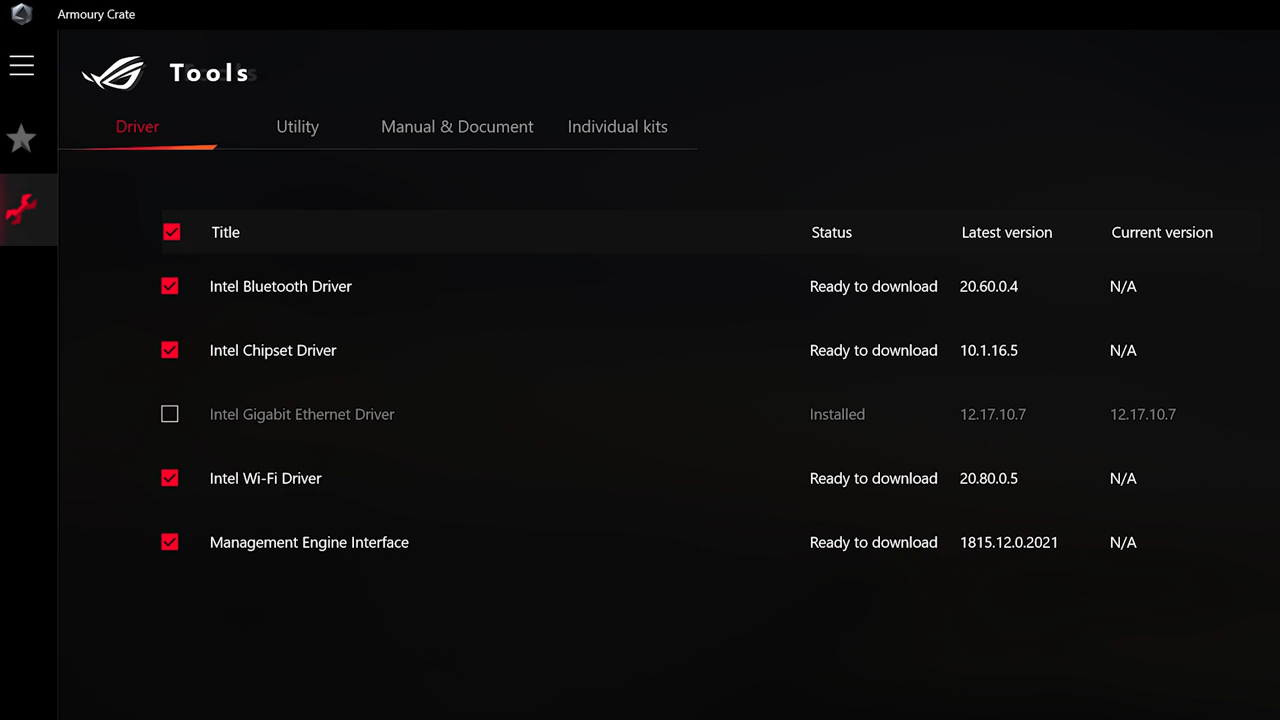 Armoury Crate
Tools
Driver Utility Manual & Document Individual kits
Title Status Latest version Current version
Intel Bluetooth Driver Ready to download 20.60.0.4 N/A
Intel Chipset Driver Ready to download 10.1.16.5 N/A
Intel Gigabit Ethernet Driver Installed 12.17.10.7 12.17.10.7
Intel Wi-Fi Driver Ready to download 20.80.0.5 N/A
Management Engine Interface Ready to download 1815.12.0.2021 N/A